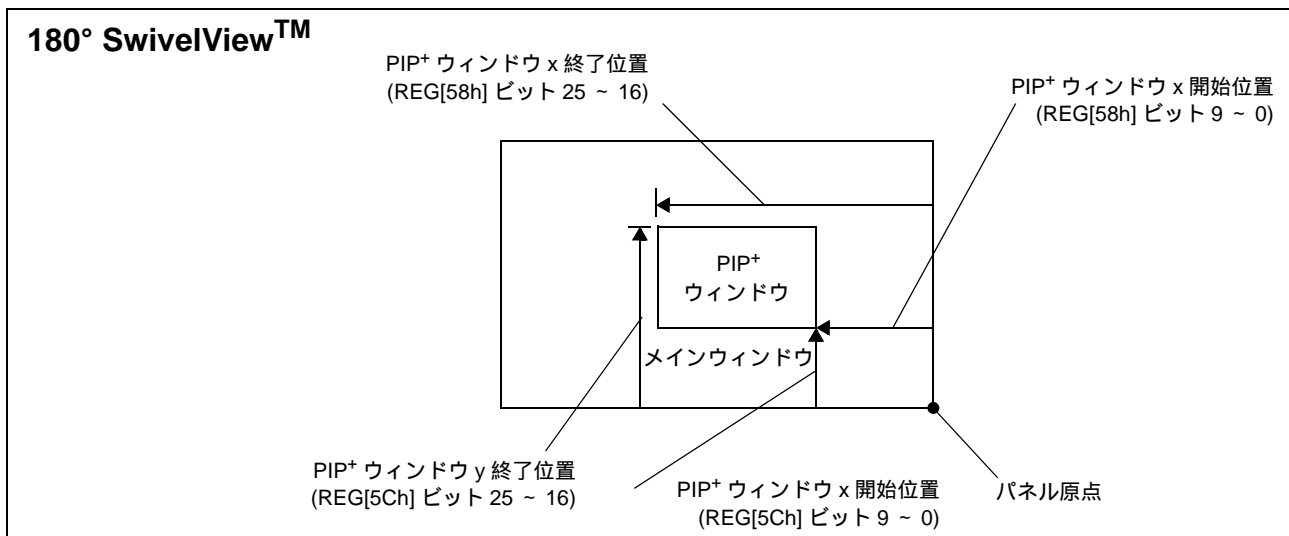 180° SwivelView™
PIP+ ウィンドウ x 終了位置
(REG[58h] ビット 25 ~ 16)
PIP+ ウィンドウ x 開始位置
(REG[58h] ビット 9 ~ 0)
PIP+
ウィンドウ
メインウィンドウ
PIP+ ウィンドウ y 終了位置
(REG[5Ch] ビット 25 ~ 16)
PIP+ ウィンドウ x 開始位置
(REG[5Ch] ビット 9 ~ 0)
パネル原点